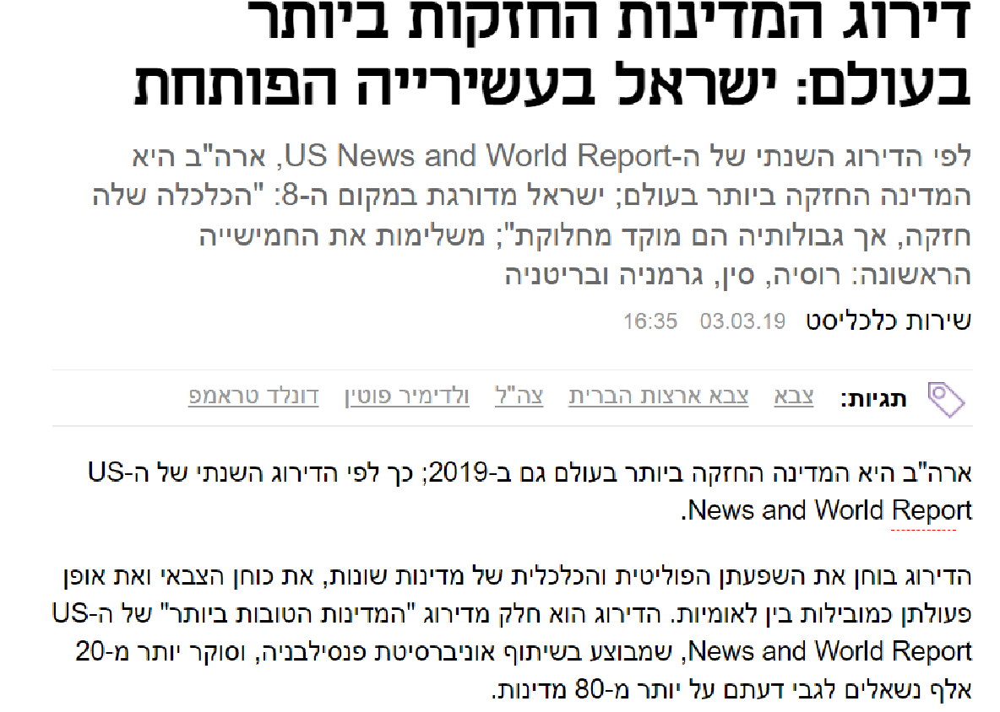 דירוג המדינות החזקות ביותר
בעולם: ישראל בעשירייה הפותחת
לפי הדירוג השנתי של ה-US News and World Report, ארה"ב היא
המדינה החזקה ביותר בעולם; ישראל מדורגת במקום ה-8: "הכלכלה שלה
חזקה, אך גבולותיה הם מוקד מחלוקת"; משלימות את החמישייה
הראשונה: רוסיה, סין, גרמניה ובריטניה
שירות כלכליסט 03.03.19 16:35
תגיות: צבא צבא ארצות הברית צה"ל ולדימיר פוטין דונלד טראמפ
ארה"ב היא המדינה החזקה ביותר בעולם גם ב-2019; כך לפי הדירוג השנתי של ה-US
News and World Report.
הדירוג בוחן את השפעתן הפוליטית והכלכלית של מדינות שונות, את כוחן הצבאי ואת אופן
פעולתן כמובילות בין לאומיות. הדירוג הוא חלק מדירוג "המדינות הטובות ביותר" של ה-US
News and World Report, שמבוצע בשיתוף אוניברסיטת פנסילבניה, וסוקר יותר מ-20
אלף נשאלים לגבי דעתם על יותר מ-80 מדינות.